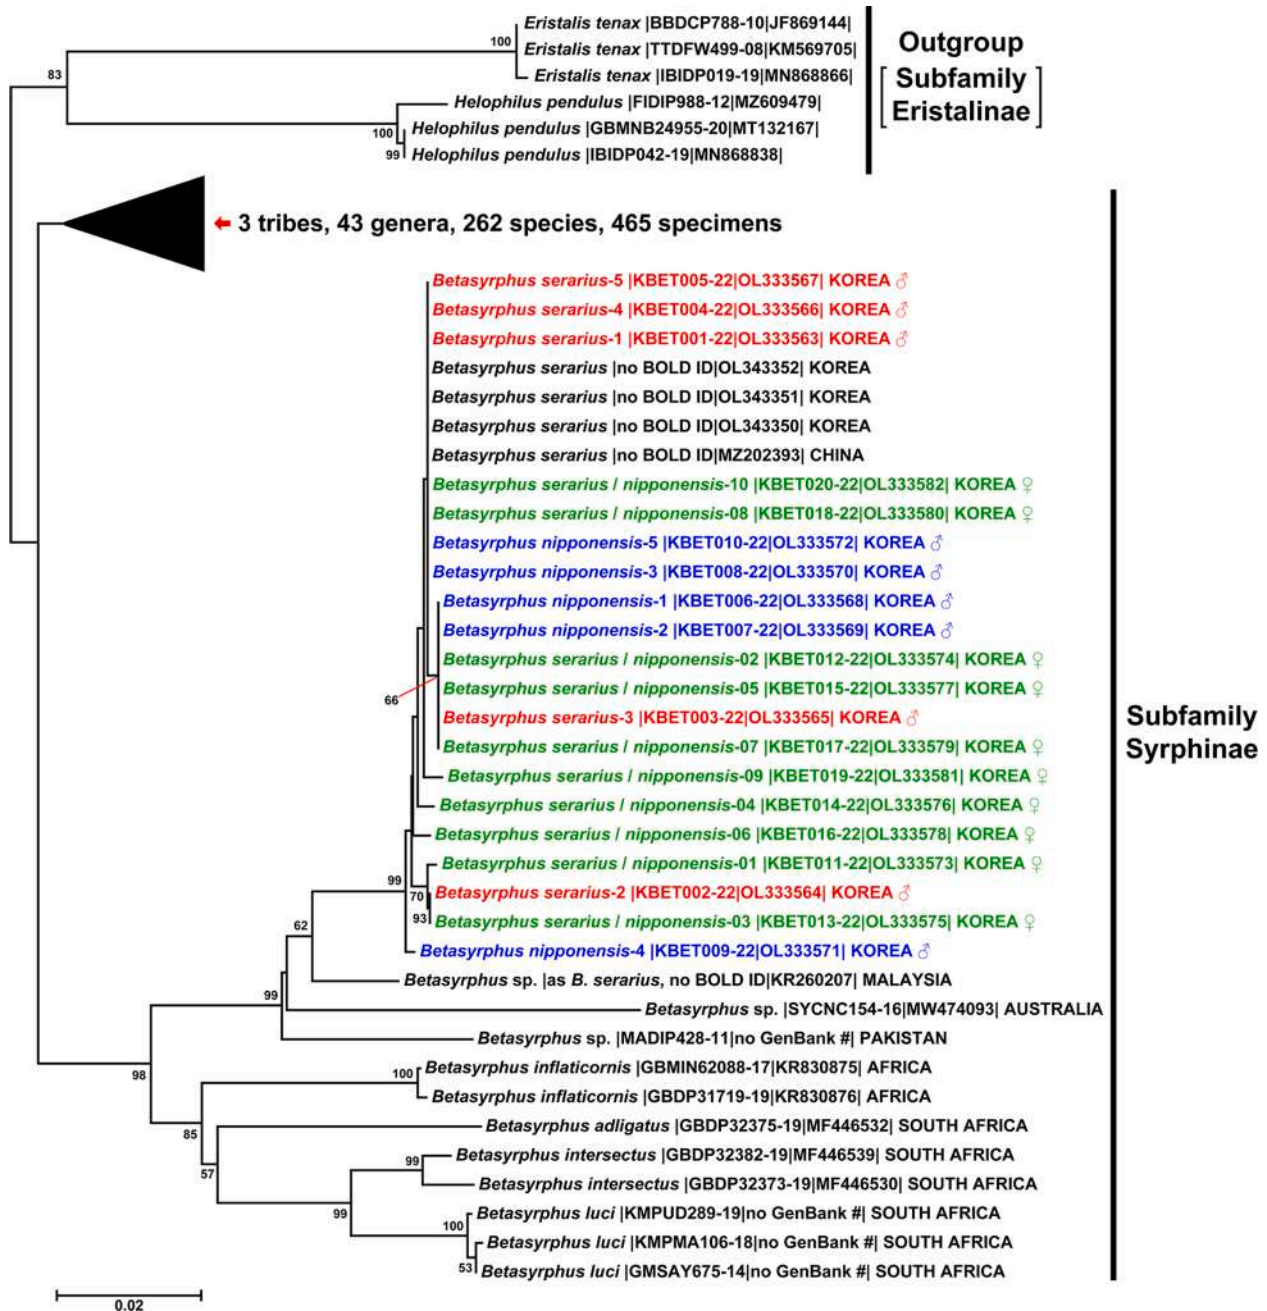 Eristalis tenax |BBDCP788-10|JF869144|
100
Eristalis tenax |TTDFW499-08|KM569705|
Eristalis tenax |IBIDP019-19|MN868866|
83
Helophilus pendulus |FIDIP988-12|MZ609479|
100
Helophilus pendulus |GBMNB24955-20|MT132167|
99
Helophilus pendulus |IBIDP042-19|MN868838|
Outgroup
[Subfamily
Eristalinae]
3 tribes, 43 genera, 262 species, 465 specimens
Betasyrphus serarius-5 |KBET005-22|OL333567| KOREA ♂
Betasyrphus serarius-4 |KBET004-22|OL333566| KOREA ♂
Betasyrphus serarius-1 |KBET001-22|OL333563| KOREA ♂
Betasyrphus serarius |no BOLD ID|OL343352| KOREA
Betasyrphus serarius |no BOLD ID|OL343351| KOREA
Betasyrphus serarius |no BOLD ID|OL343350| KOREA
Betasyrphus serarius |no BOLD ID|MZ202393| CHINA
Betasyrphus serarius / nipponensis-10 |KBET020-22|OL333582| KOREA ♀
Betasyrphus serarius / nipponensis-08 |KBET018-22|OL333580| KOREA ♀
Betasyrphus nipponensis-5 |KBET010-22|OL333572| KOREA ♂
Betasyrphus nipponensis-3 |KBET008-22|OL333570| KOREA ♂
Betasyrphus nipponensis-1 |KBET006-22|OL333568| KOREA ♂
Betasyrphus nipponensis-2 |KBET007-22|OL333569| KOREA ♂
Betasyrphus serarius / nipponensis-02 |KBET012-22|OL333574| KOREA ♀
Betasyrphus serarius / nipponensis-05 |KBET015-22|OL333577| KOREA ♀
66
Betasyrphus serarius-3 |KBET003-22|OL333565| KOREA ♂
Betasyrphus serarius / nipponensis-07 |KBET017-22|OL333579| KOREA ♀
Betasyrphus serarius / nipponensis-09 |KBET019-22|OL333581| KOREA ♀
Betasyrphus serarius / nipponensis-04 |KBET014-22|OL333576| KOREA ♀
Betasyrphus serarius / nipponensis-06 |KBET016-22|OL333578| KOREA ♀
Betasyrphus serarius / nipponensis-01 |KBET011-22|OL333573| KOREA ♀
99
70
Betasyrphus serarius-2 |KBET002-22|OL333564| KOREA ♂
93
Betasyrphus serarius / nipponensis-03 |KBET013-22|OL333575| KOREA ♀
62
Betasyrphus nipponensis-4 |KBET009-22|OL333571| KOREA ♂
Betasyrphus sp. |as B. serarius, no BOLD ID|KR260207| MALAYSIA
99
Betasyrphus sp. |SYCNC154-16|MW474093| AUSTRALIA
Betasyrphus sp. |MADIP428-11|no GenBank #| PAKISTAN
98
Betasyrphus inflaticornis |GBMIN62088-17|KR830875| AFRICA
100
Betasyrphus inflaticornis |GBDP31719-19|KR830876| AFRICA
85
Betasyrphus adligatus |GBDP32375-19|MF446532| SOUTH AFRICA
57
Betasyrphus intersectus |GBDP32382-19|MF446539| SOUTH AFRICA
99
Betasyrphus intersectus |GBDP32373-19|MF446530| SOUTH AFRICA
99
Betasyrphus luci |KMPUD289-19|no GenBank #| SOUTH AFRICA
100
Betasyrphus luci |KMPMA106-18|no GenBank #| SOUTH AFRICA
53
Betasyrphus luci |GMSAY675-14|no GenBank #| SOUTH AFRICA
Subfamily
Syrphinae
0.02